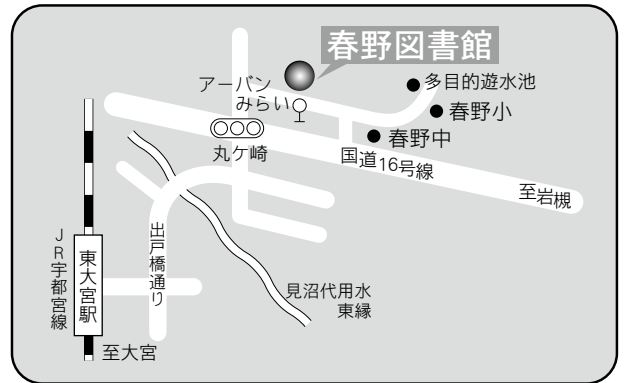 春野図書館
アーバン
みらい
多目的遊水池
春野小
春野中
丸ケ崎
国道16号線
至岩槻
出戸橋通り
見沼代用水
東縁
JR宇都宮線
東大宮駅
至大宮